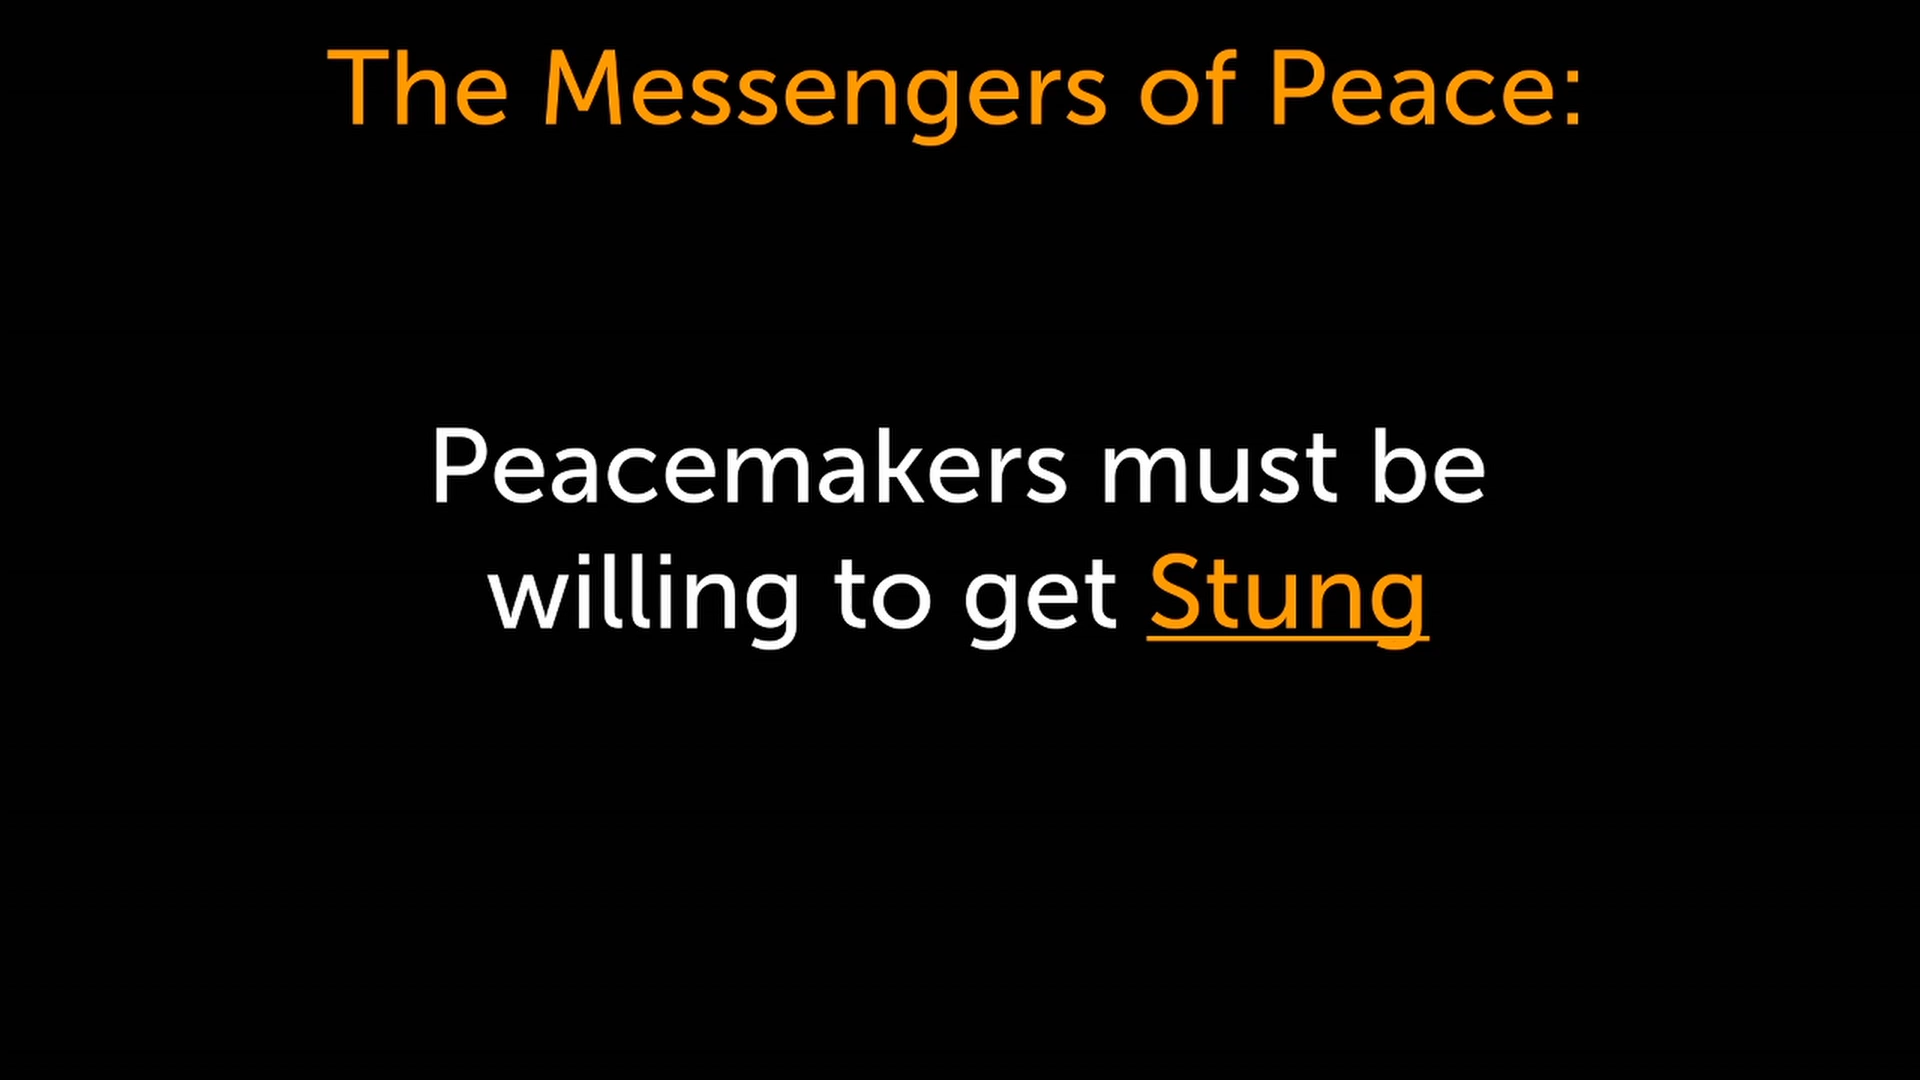 The Messengers of Peace:
Peacemakers must be
willing to get Stung